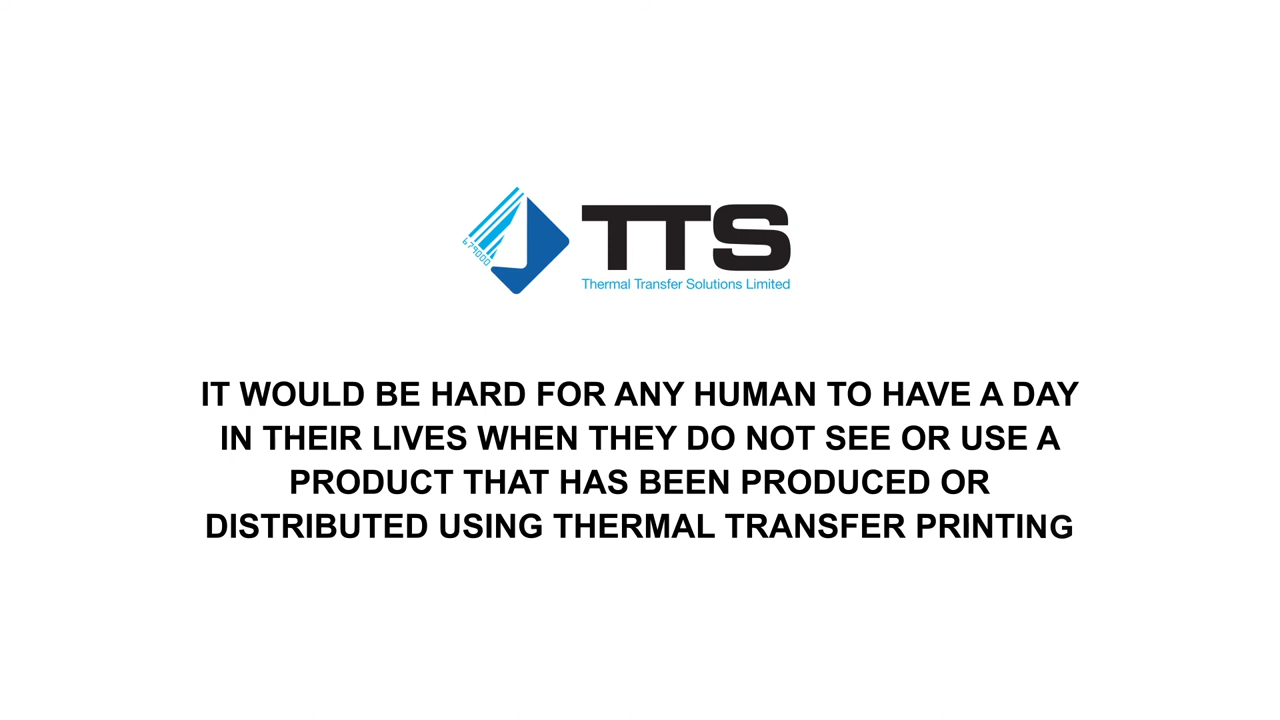 679000
TTS
Thermal Transfer Solutions Limited
IT WOULD BE HARD FOR ANY HUMAN TO HAVE A DAY
IN THEIR LIVES WHEN THEY DO NOT SEE OR USE A
PRODUCT THAT HAS BEEN PRODUCED OR
DISTRIBUTED USING THERMAL TRANSFER PRINTING